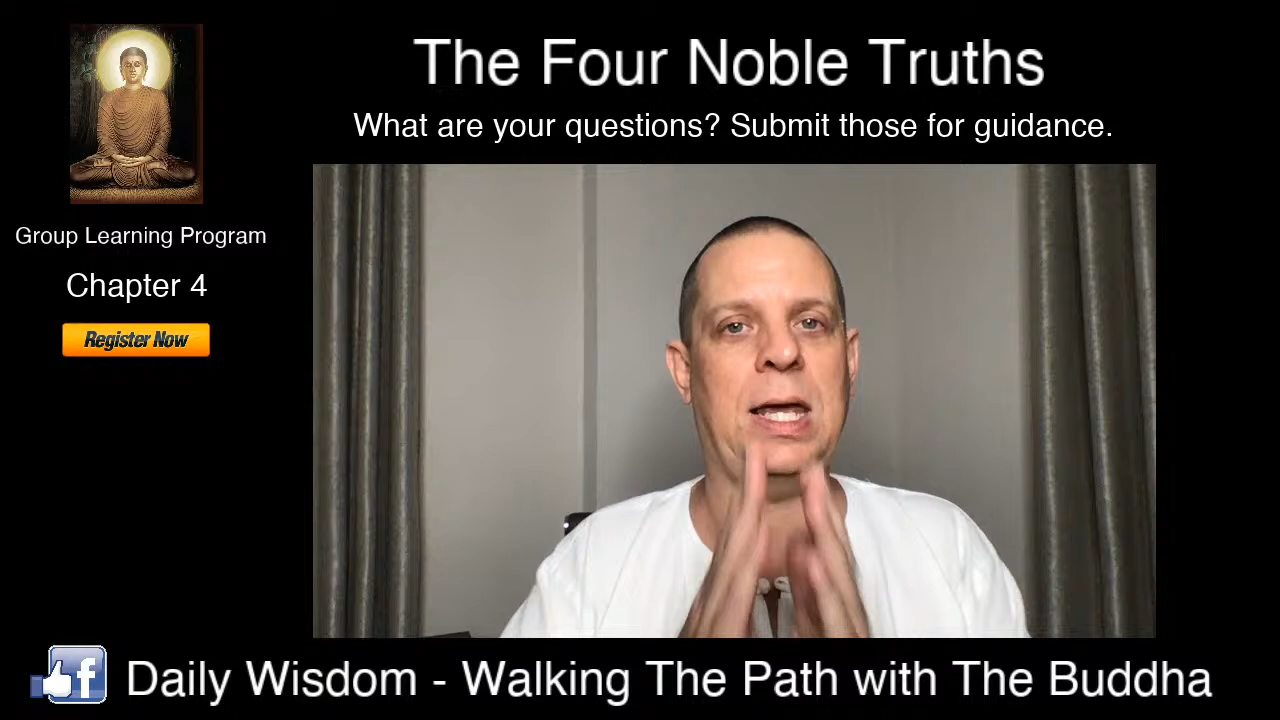 The Four Noble Truths
What are your questions? Submit those for guidance.
Group Learning Program
Chapter 4
Register Now
f
Daily Wisdom - Walking The Path with The Buddha